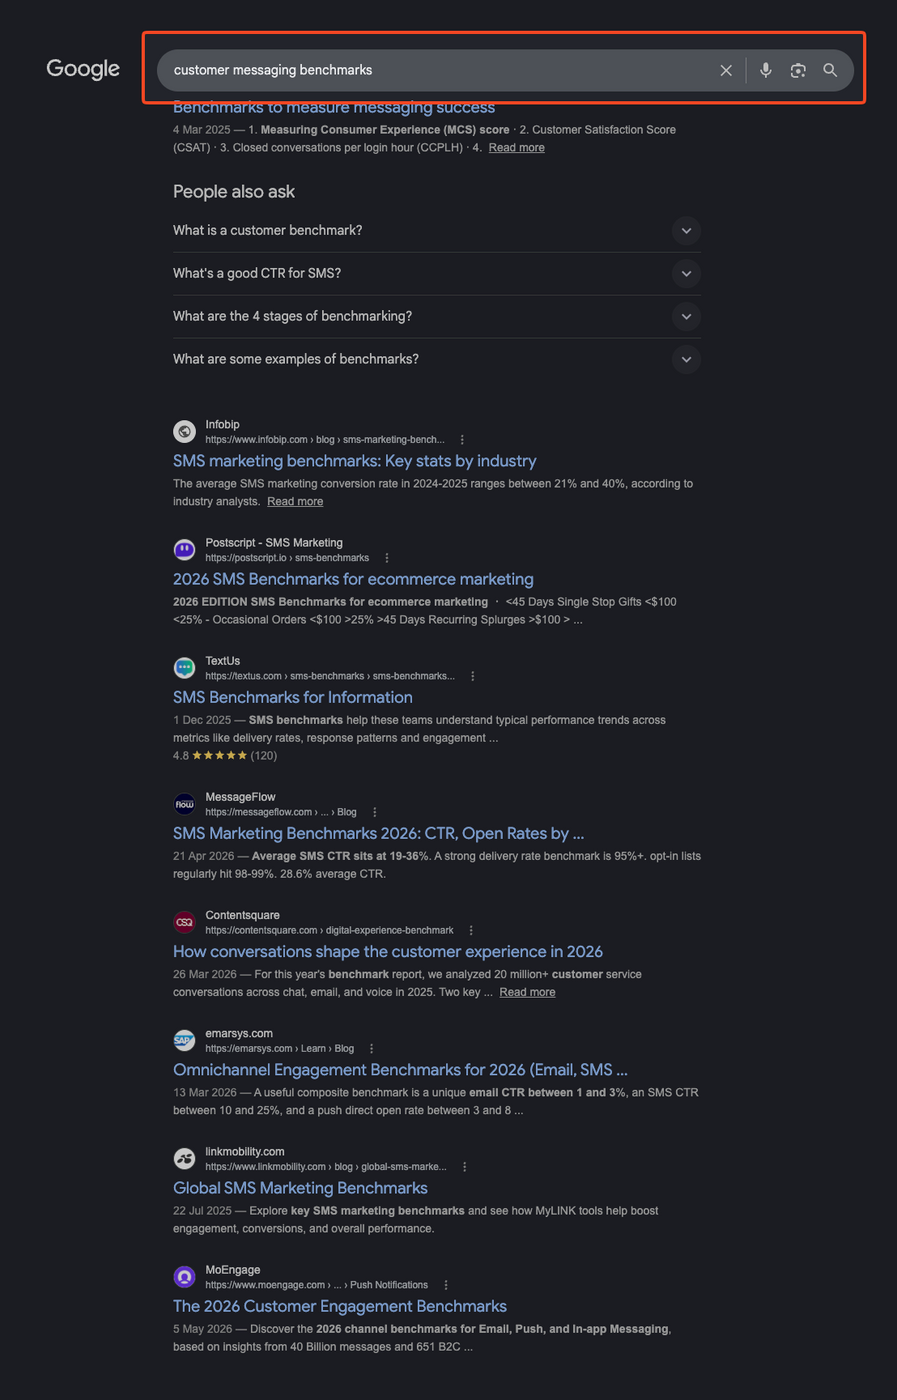 Google
customer messaging benchmarks
Benchmarks to measure messaging success
4 Mar 2025 — 1. Measuring Consumer Experience (MCS) score · 2. Customer Satisfaction Score
(CSAT) · 3. Closed conversations per login hour (CCPLH) · 4. Read more
People also ask
What is a customer benchmark?
What's a good CTR for SMS?
What are the 4 stages of benchmarking?
What are some examples of benchmarks?
Infobip
https://www.infobip.com › blog › sms-marketing-bench...
SMS marketing benchmarks: Key stats by industry
The average SMS marketing conversion rate in 2024-2025 ranges between 21% and 40%, according to
industry analysts. Read more
Postscript - SMS Marketing
https://postscript.io › sms-benchmarks
2026 SMS Benchmarks for ecommerce marketing
2026 EDITION SMS Benchmarks for ecommerce marketing · <45 Days Single Stop Gifts <$100
<25% - Occasional Orders <$100 >25% >45 Days Recurring Splurges >$100 > ...
TextUs
https://textus.com › sms-benchmarks › sms-benchmarks...
SMS Benchmarks for Information
1 Dec 2025 — SMS benchmarks help these teams understand typical performance trends across
metrics like delivery rates, response patterns and engagement ...
4.8 ★★★★★ (120)
flow
MessageFlow
https://messageflow.com › ... › Blog
SMS Marketing Benchmarks 2026: CTR, Open Rates by ...
21 Apr 2026 — Average SMS CTR sits at 19-36%. A strong delivery rate benchmark is 95%+. opt-in lists
regularly hit 98-99%. 28.6% average CTR.
CSQ
Contentsquare
https://contentsquare.com › digital-experience-benchmark
How conversations shape the customer experience in 2026
26 Mar 2026 — For this year's benchmark report, we analyzed 20 million+ customer service
conversations across chat, email, and voice in 2025. Two key ... Read more
SAP
emarsys.com
https://emarsys.com › Learn › Blog
Omnichannel Engagement Benchmarks for 2026 (Email, SMS ...
13 Mar 2026 — A useful composite benchmark is a unique email CTR between 1 and 3%, an SMS CTR
between 10 and 25%, and a push direct open rate between 3 and 8 ...
linkmobility.com
https://www.linkmobility.com › blog › global-sms-marke...
Global SMS Marketing Benchmarks
22 Jul 2025 — Explore key SMS marketing benchmarks and see how MyLINK tools help boost
engagement, conversions, and overall performance.
MoEngage
https://www.moengage.com › ... › Push Notifications
The 2026 Customer Engagement Benchmarks
5 May 2026 — Discover the 2026 channel benchmarks for Email, Push, and In-app Messaging,
based on insights from 40 Billion messages and 651 B2C ...